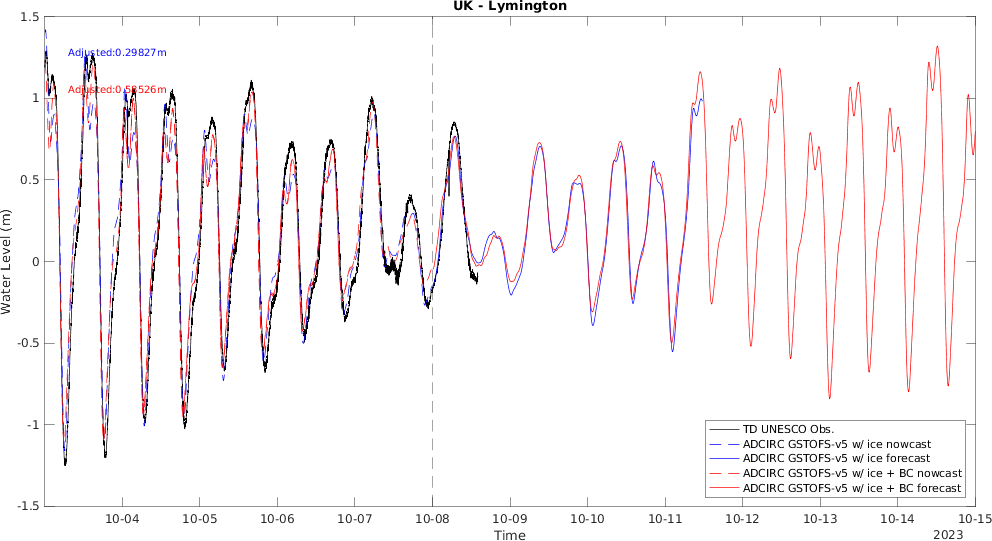 UK - Lymington
1.5
1
0.5
0
-0.5
-1
-1.5
Water Level (m)
Adjusted:0.29827m
TD UNESCO Obs.
ADCIRC GSTOFS-v5 w/ ice nowcast
ADCIRC GSTOFS-v5 w/ ice forecast
ADCIRC GSTOFS-v5 w/ ice + BC nowcast
ADCIRC GSTOFS-v5 w/ ice + BC forecast
10-04 10-05 10-06 10-07 10-08 10-09 10-10 10-11 10-12 10-13 10-14 10-15
Time
2023